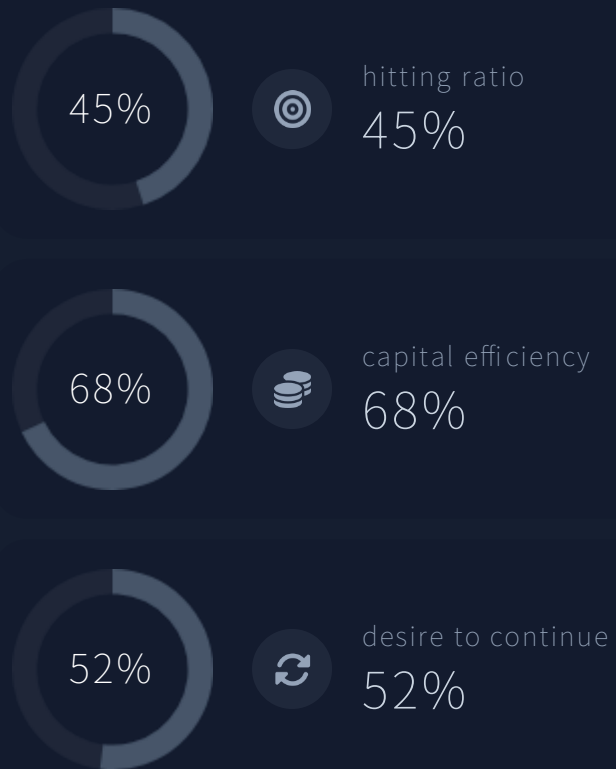 45%
hitting ratio
45%
68%
capital efficiency
68%
52%
desire to continue
52%